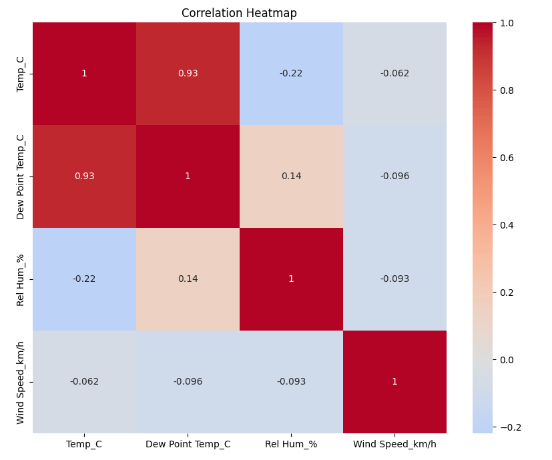 Correlation Heatmap
Temp_C
1
0.93
-0.22
-0.062
Dew Point Temp_C
0.93
1
0.14
-0.096
Rel Hum_%
-0.22
0.14
1
-0.093
Wind Speed_km/h
-0.062
-0.096
-0.093
1
Temp_C
Dew Point Temp_C
Rel Hum_%
Wind Speed_km/h
1.0
0.8
0.6
0.4
0.2
0.0
−0.2